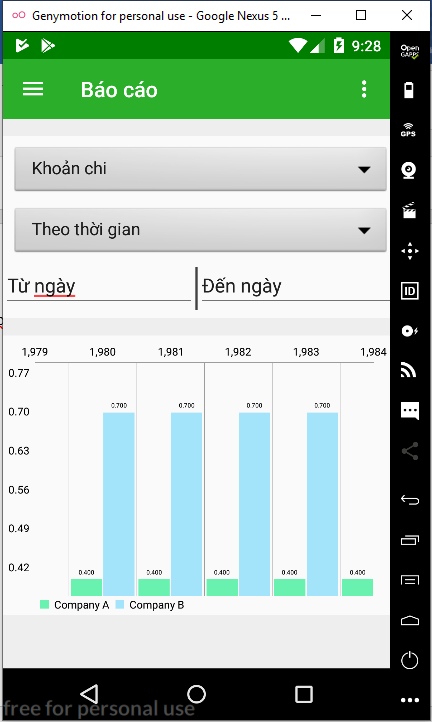 Genymotion for personal use - Google Nexus 5 ...
9:28
Open GAPPS
Báo cáo
GPS
Khoản chi
Theo thời gian
ID
Từ ngày Đến ngày
1,979 1,980 1,981 1,982 1,983 1,984
0.77
0.70 0.700 0.700 0.700 0.700
0.63
0.56
0.49
0.42 0.400 0.400 0.400 0.400 0.400
Company A Company B
free for personal use